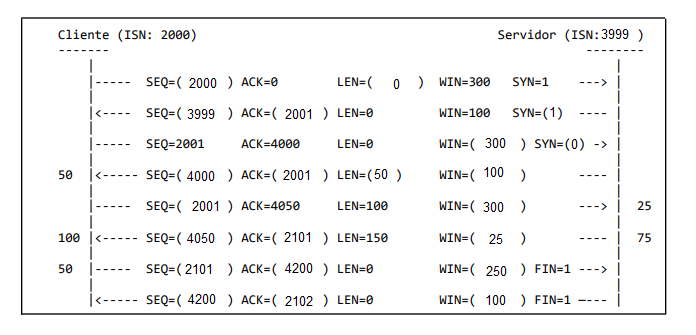 Cliente (ISN: 2000) Servidor (ISN:3999 )
------- --------
|----- SEQ=( 2000 ) ACK=0 LEN=( 0 ) WIN=300 SYN=1 --->|
|<---- SEQ=( 3999 ) ACK=( 2001 ) LEN=0 WIN=100 SYN=(1) ----|
|----- SEQ=2001 ACK=4000 LEN=0 WIN=( 300 ) SYN=(0) ->|
50 |<----- SEQ=( 4000 ) ACK=( 2001 ) LEN=(50 ) WIN=( 100 ) ----|
|----- SEQ=( 2001 ) ACK=4050 LEN=100 WIN=( 300 ) --->| 25
100 |<----- SEQ=( 4050 ) ACK=( 2101 ) LEN=150 WIN=( 25 ) ----| 75
50 |----- SEQ=(2101 ) ACK=( 4200 ) LEN=0 WIN=( 250 ) FIN=1 --->|
|<----- SEQ=( 4200 ) ACK=( 2102 ) LEN=0 WIN=( 100 ) FIN=1 —---|